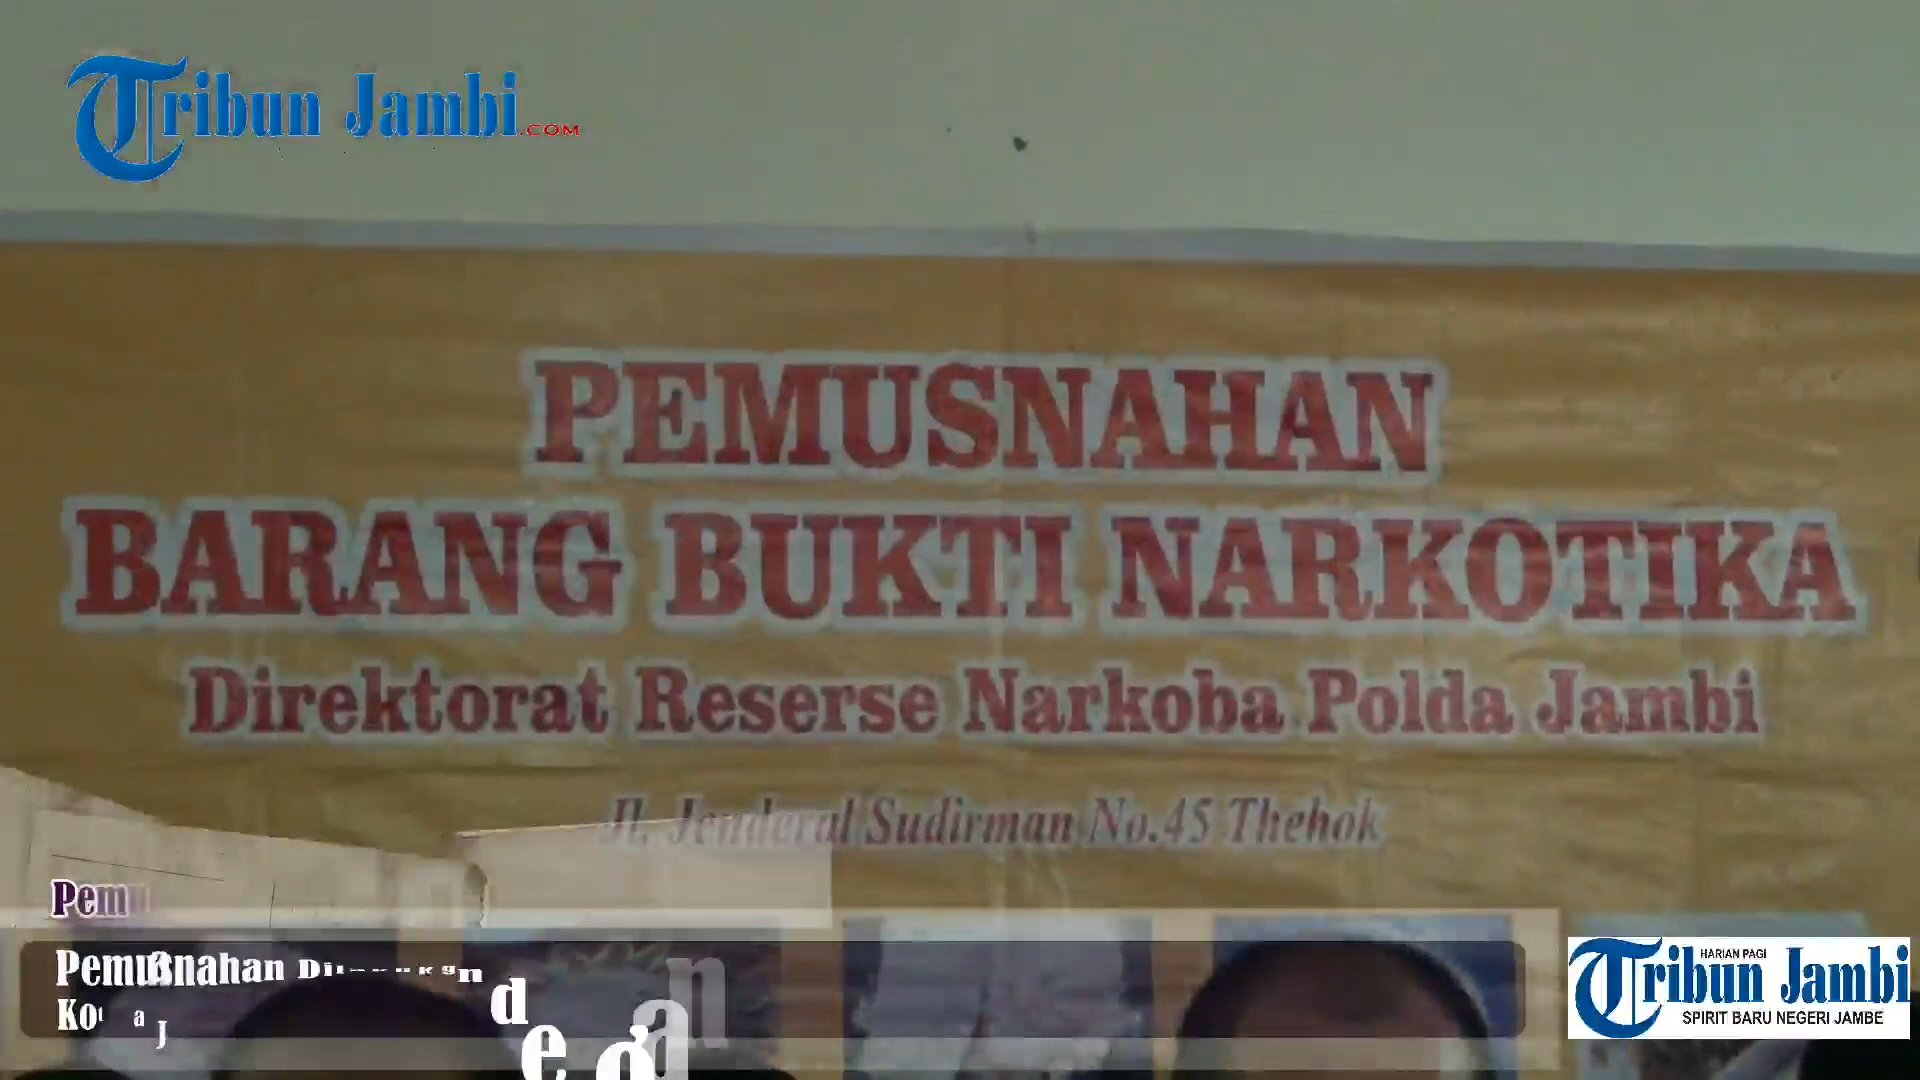 Tribun Jambi.COM
PEMUSNAHAN
BARANG BUKTI NARKOTIKA
Direktorat Reserse Narkoba Polda Jambi
Jl. Jenderal Sudirman No.45 Thehok
Pemusnahan
HARIAN PAGI
Tribun Jambi
SPIRIT BARU NEGERI JAMBE